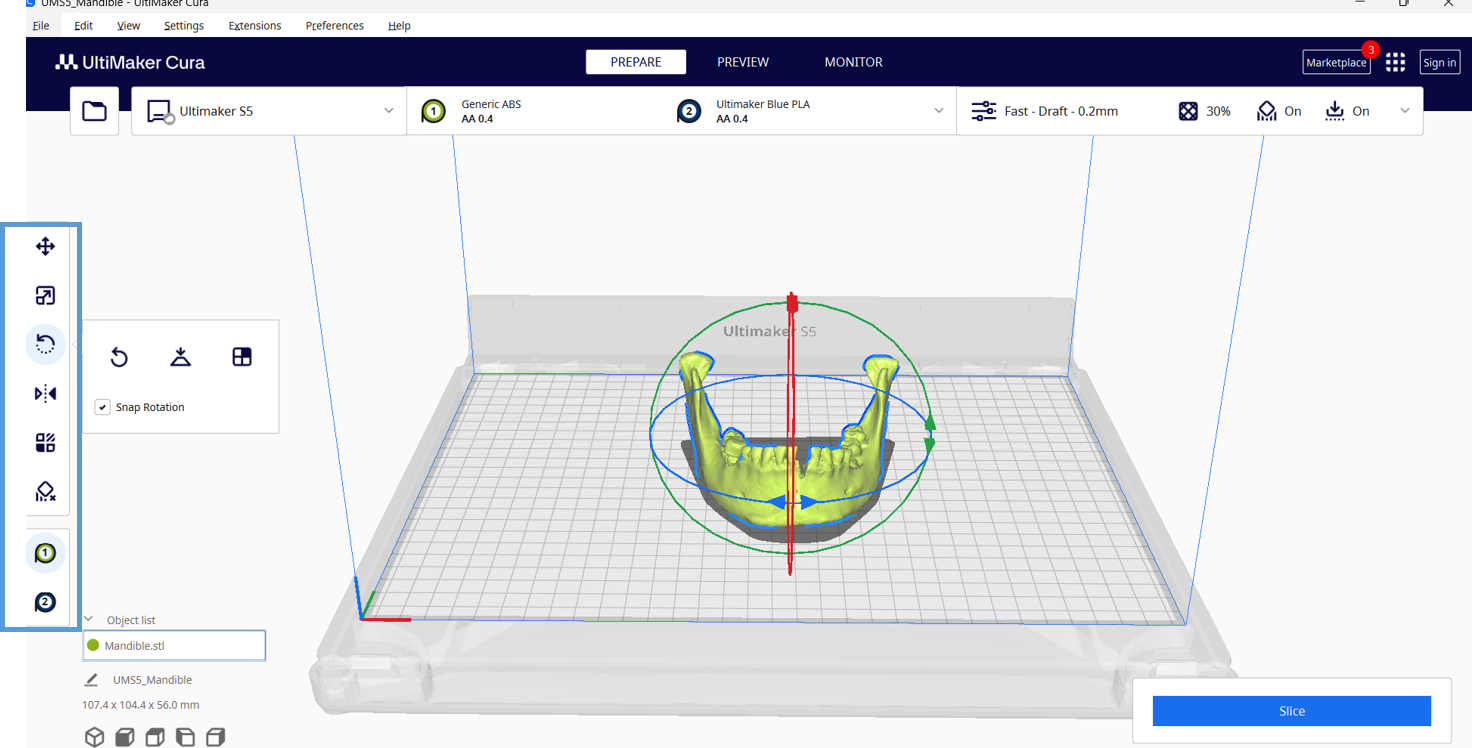 UMS5_Mandible - UltiMaker Cura
File Edit View Settings Extensions Preferences Help
UltiMaker Cura
PREPARE PREVIEW MONITOR
3
Marketplace Sign in
Ultimaker S5
1 Generic ABS
AA 0.4
2 Ultimaker Blue PLA
AA 0.4
Fast - Draft - 0.2mm 30% On On
Ultimaker S5
Snap Rotation
1
2
Object list
Mandible.stl
UMS5_Mandible
107.4 x 104.4 x 56.0 mm
Slice